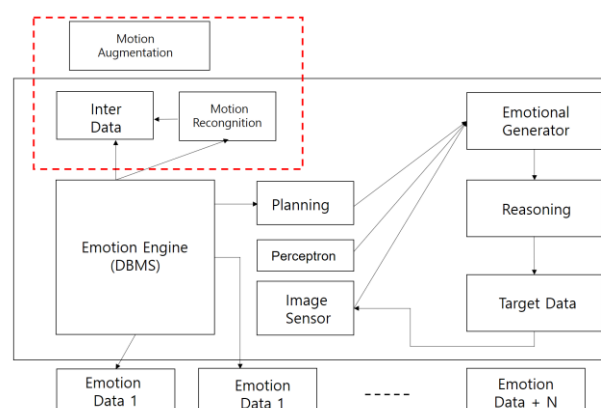 Motion
Augmentation
Inter
Data
Motion
Recongnition
Emotional
Generator
Emotion Engine
(DBMS)
Planning
Reasoning
Perceptron
Image
Sensor
Target Data
Emotion
Data 1
Emotion
Data 1
Emotion
Data + N